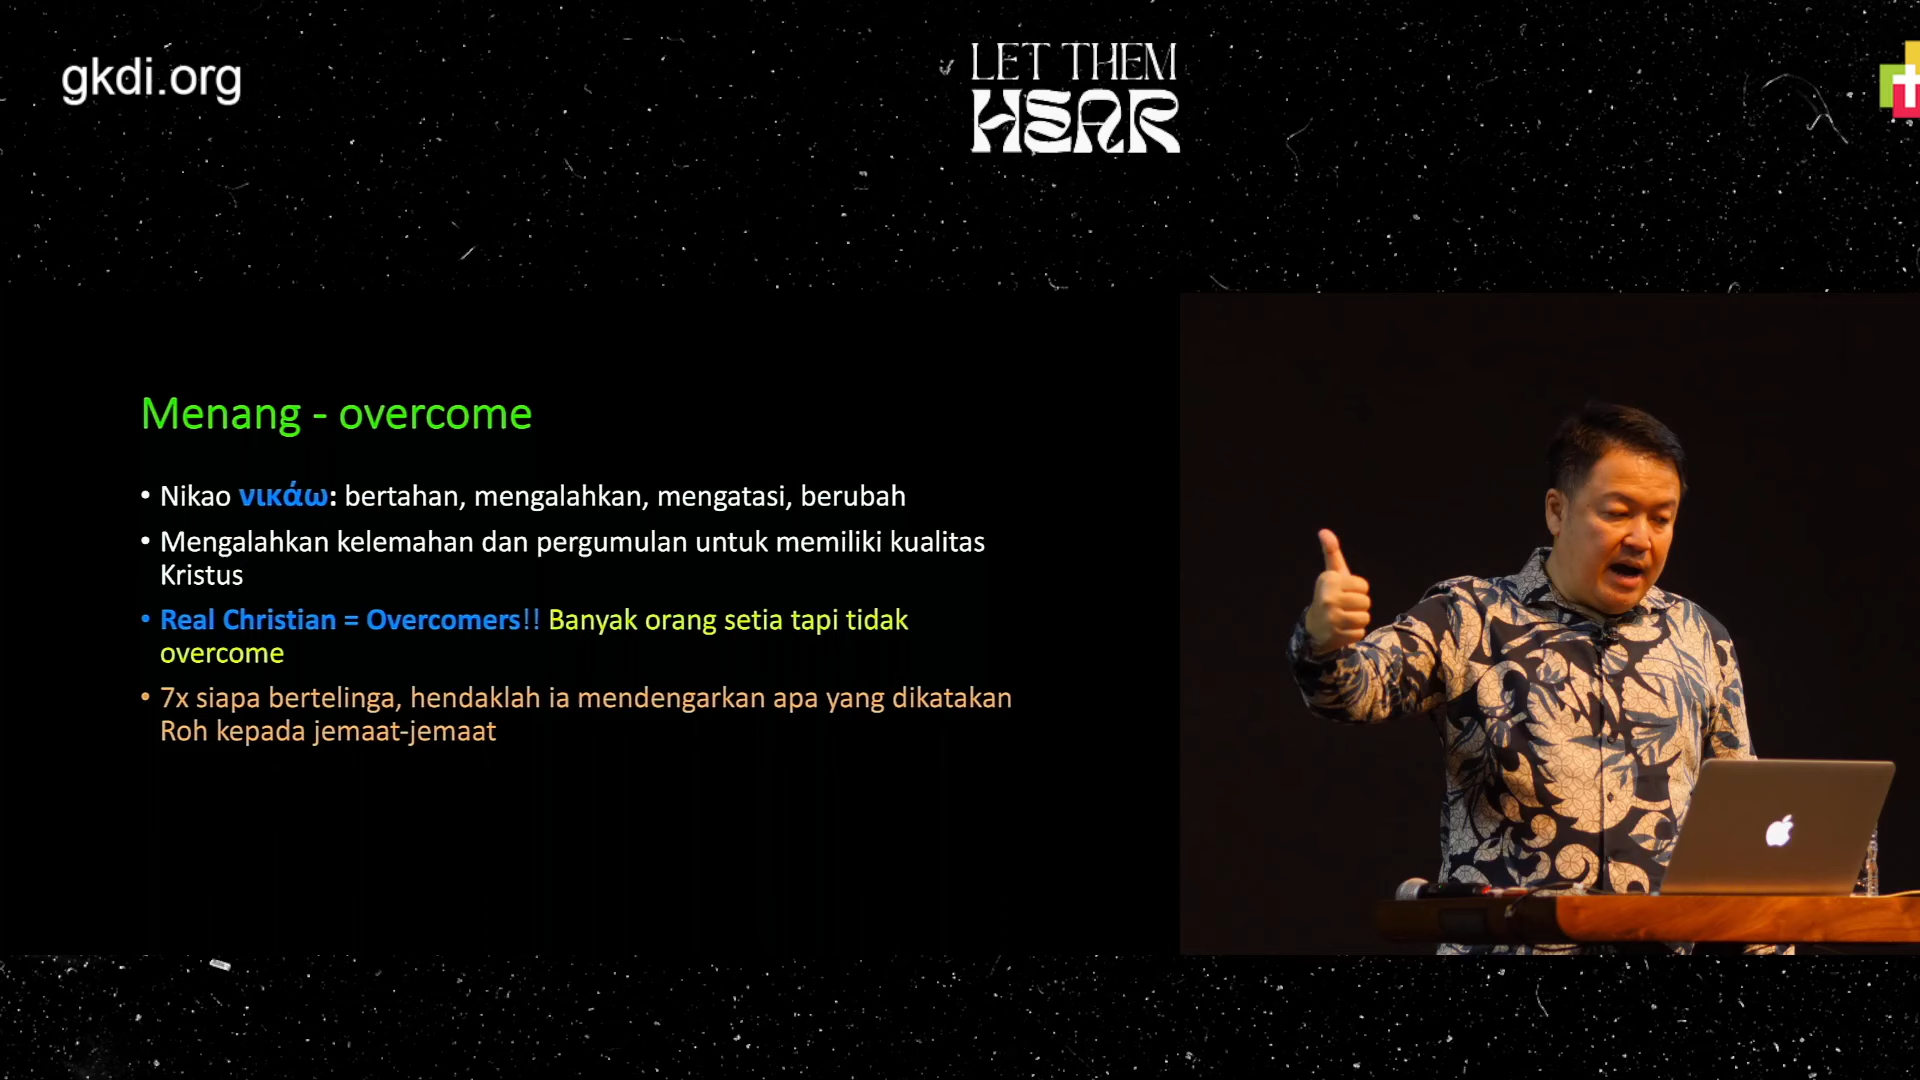 gkdi.org
LET THEM
HEAR
Menang - overcome
• Nikao νικάω: bertahan, mengalahkan, mengatasi, berubah
• Mengalahkan kelemahan dan pergumulan untuk memiliki kualitas
Kristus
• Real Christian = Overcomers!! Banyak orang setia tapi tidak
overcome
• 7x siapa bertelinga, hendaklah ia mendengarkan apa yang dikatakan
Roh kepada jemaat-jemaat